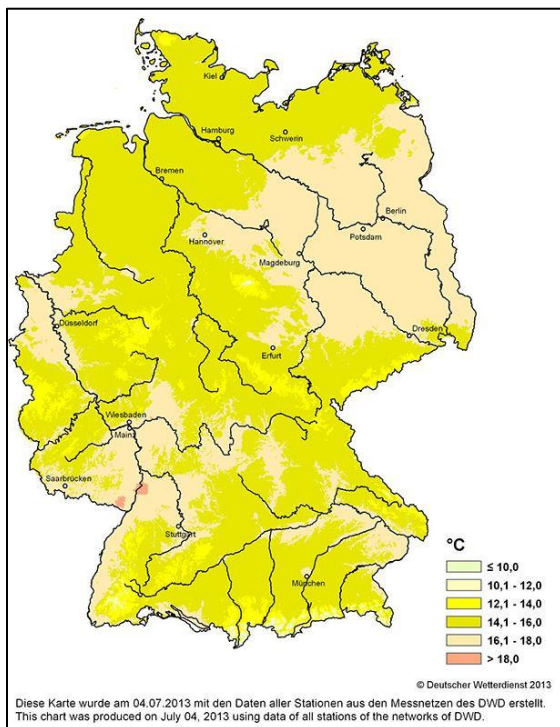 Kiel
Hamburg
Schwerin
Bremen
Berlin
Hannover
Potsdam
Magdeburg
Düsseldorf
Dresden
Erfurt
Wiesbaden
Mainz
Saarbrücken
Stuttgart
München
°C
≤ 10,0
10,1 - 12,0
12,1 - 14,0
14,1 - 16,0
16,1 - 18,0
> 18,0
© Deutscher Wetterdienst 2013
Diese Karte wurde am 04.07.2013 mit den Daten aller Stationen aus den Messnetzen des DWD erstellt.
This chart was produced on July 04, 2013 using data of all stations of the networks of DWD.